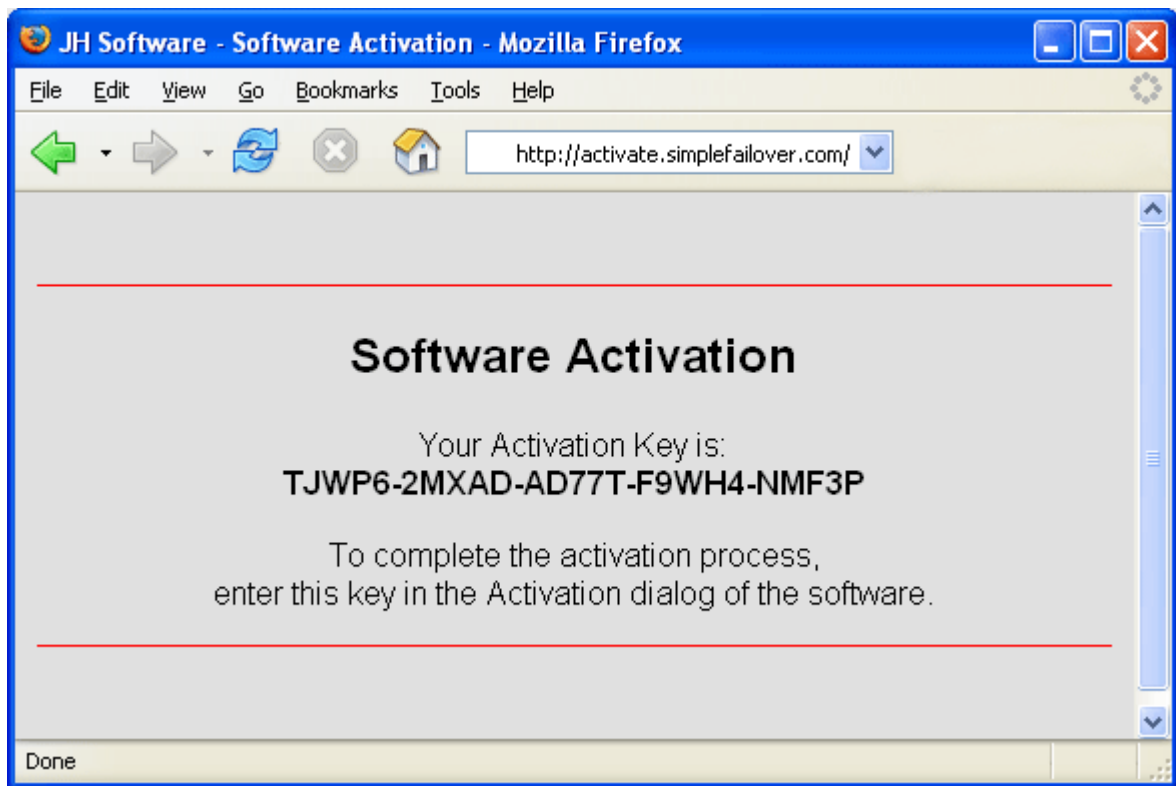 JH Software - Software Activation - Mozilla Firefox
File Edit View Go Bookmarks Tools Help
http://activate.simplefailover.com/
Software Activation
Your Activation Key is:
TJWP6-2MXAD-AD77T-F9WH4-NMF3P
To complete the activation process,
enter this key in the Activation dialog of the software.
Done